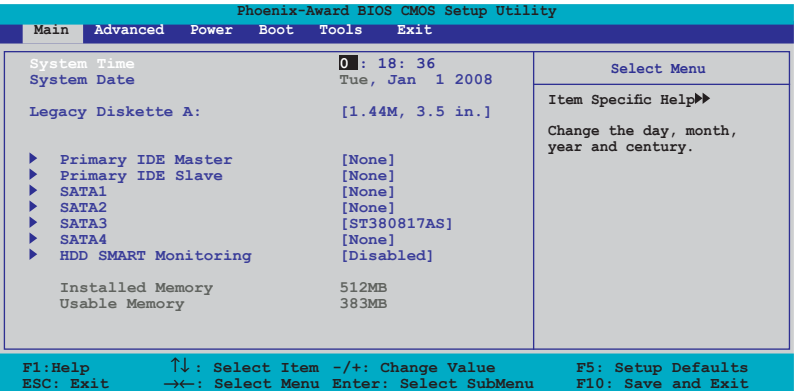 Phoenix-Award BIOS CMOS Setup Utility
Main Advanced Power Boot Tools Exit
System Time 0 : 18: 36
System Date Tue, Jan 1 2008
Legacy Diskette A: [1.44M, 3.5 in.]
Primary IDE Master [None]
Primary IDE Slave [None]
SATA1 [None]
SATA2 [None]
SATA3 [ST380817AS]
SATA4 [None]
HDD SMART Monitoring [Disabled]
Installed Memory 512MB
Usable Memory 383MB
Select Menu
Item Specific Help
Change the day, month,
year and century.
F1:Help ↑↓: Select Item -/+: Change Value F5: Setup Defaults
ESC: Exit →←: Select Menu Enter: Select SubMenu F10: Save and Exit